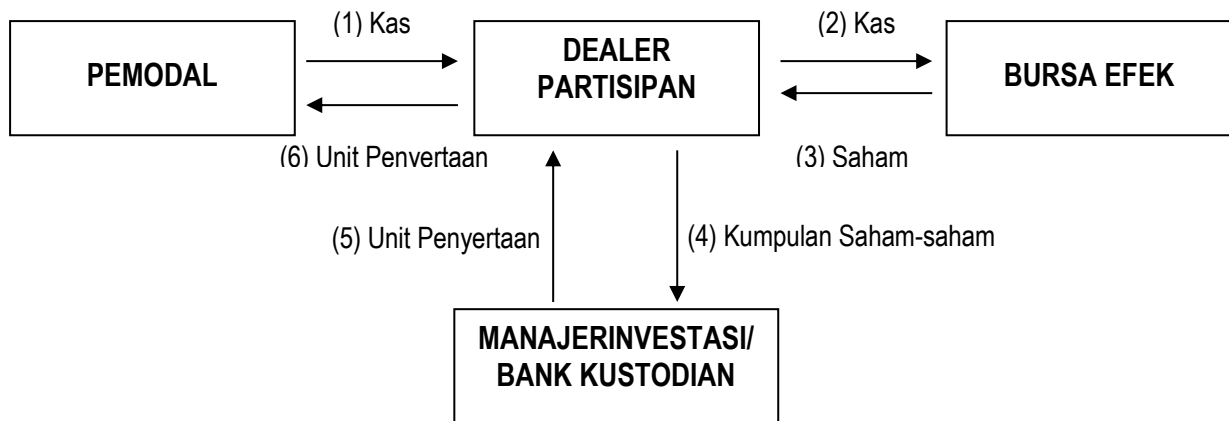 (1) Kas
(2) Kas
PEMODAL
DEALER
PARTISIPAN
BURSA EFEK
(6) Unit Penyertaan
(3) Saham
(5) Unit Penyertaan
(4) Kumpulan Saham-saham
MANAJERINVESTASI/
BANK KUSTODIAN